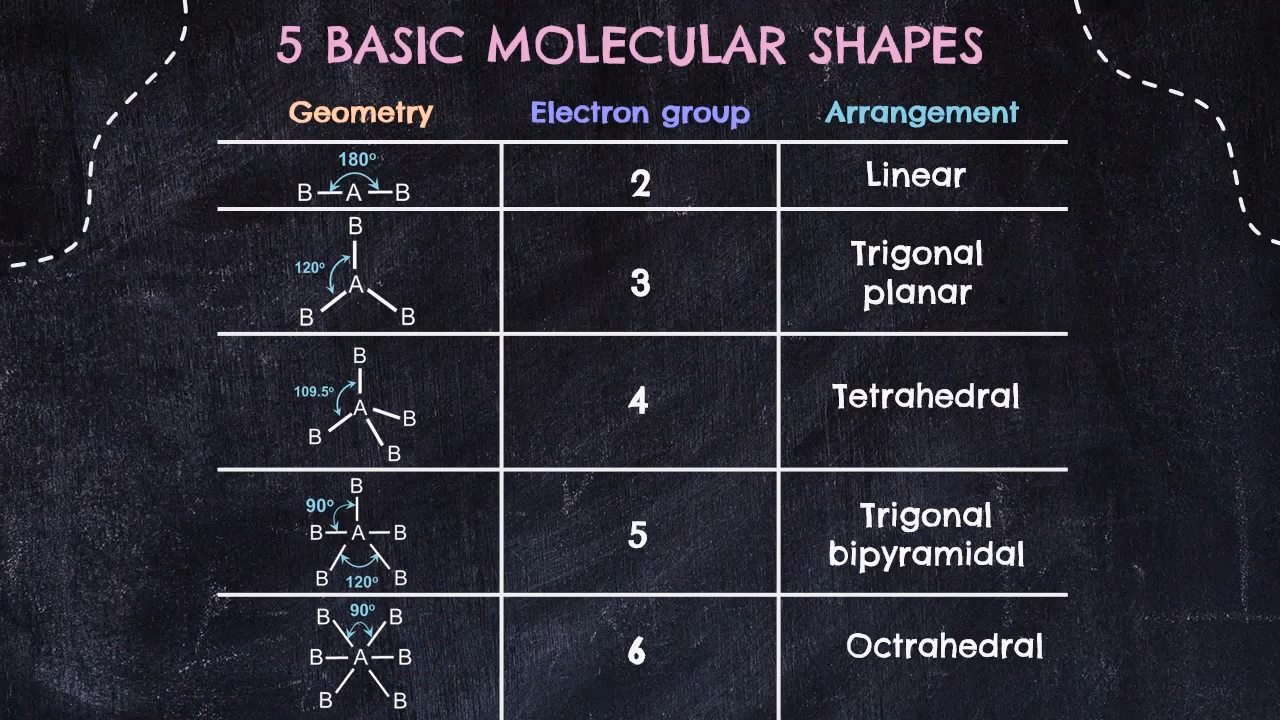 5 BASIC MOLECULAR SHAPES
Geometry Electron group Arrangement
180º
B A B
2
Linear
B
120º
A
B B
3
Trigonal
planar
B
109.5º
A
B
B
B
4
Tetrahedral
B
90º
B A B
B 120º B
5
Trigonal
bipyramidal
B 90º B
B A B
B B
6
Octrahedral